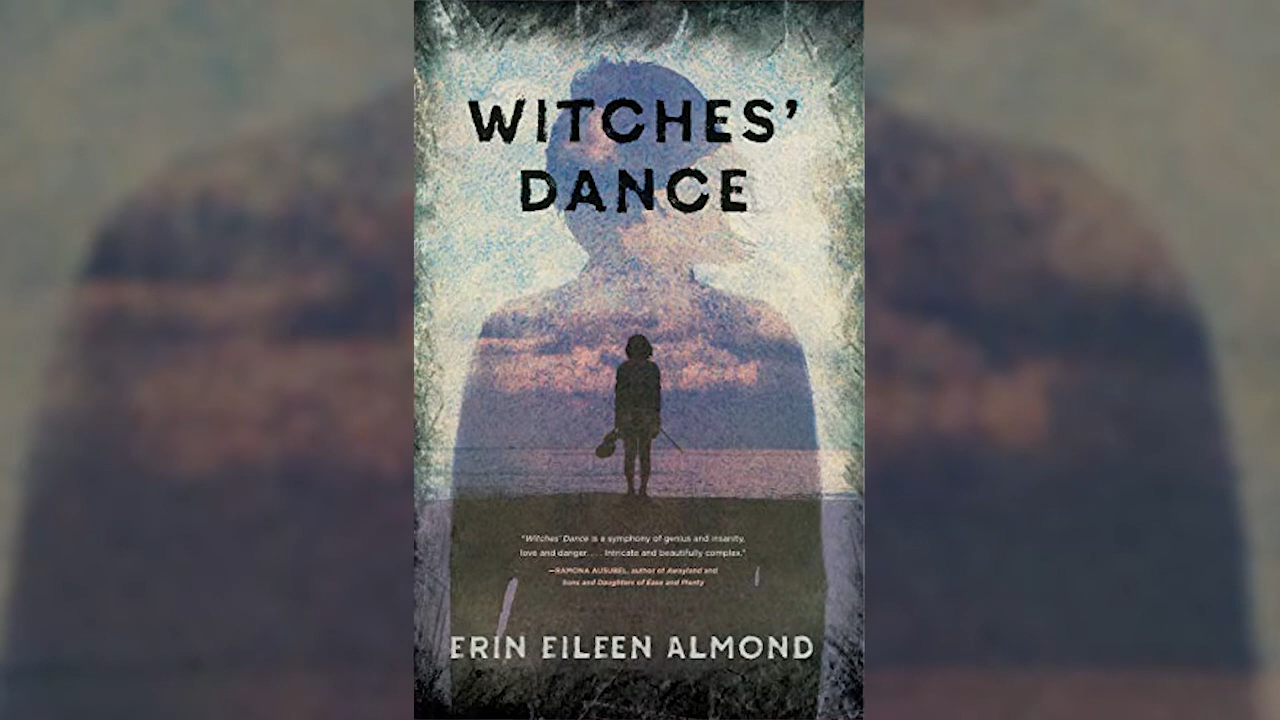 WITCHES’
DANCE
"Witches' Dance is a symphony of genius and insanity,
love and danger. . . . Intricate and beautifully complex."
—RAMONA AUSUBEL, author of Awayland and
Sons and Daughters of Ease and Plenty
ERIN EILEEN ALMOND